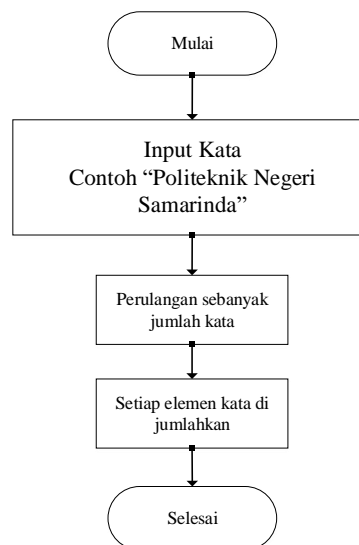 Mulai
Input Kata
Contoh “Politeknik Negeri
Samarinda”
Perulangan sebanyak
jumlah kata
Setiap elemen kata di
jumlahkan
Selesai